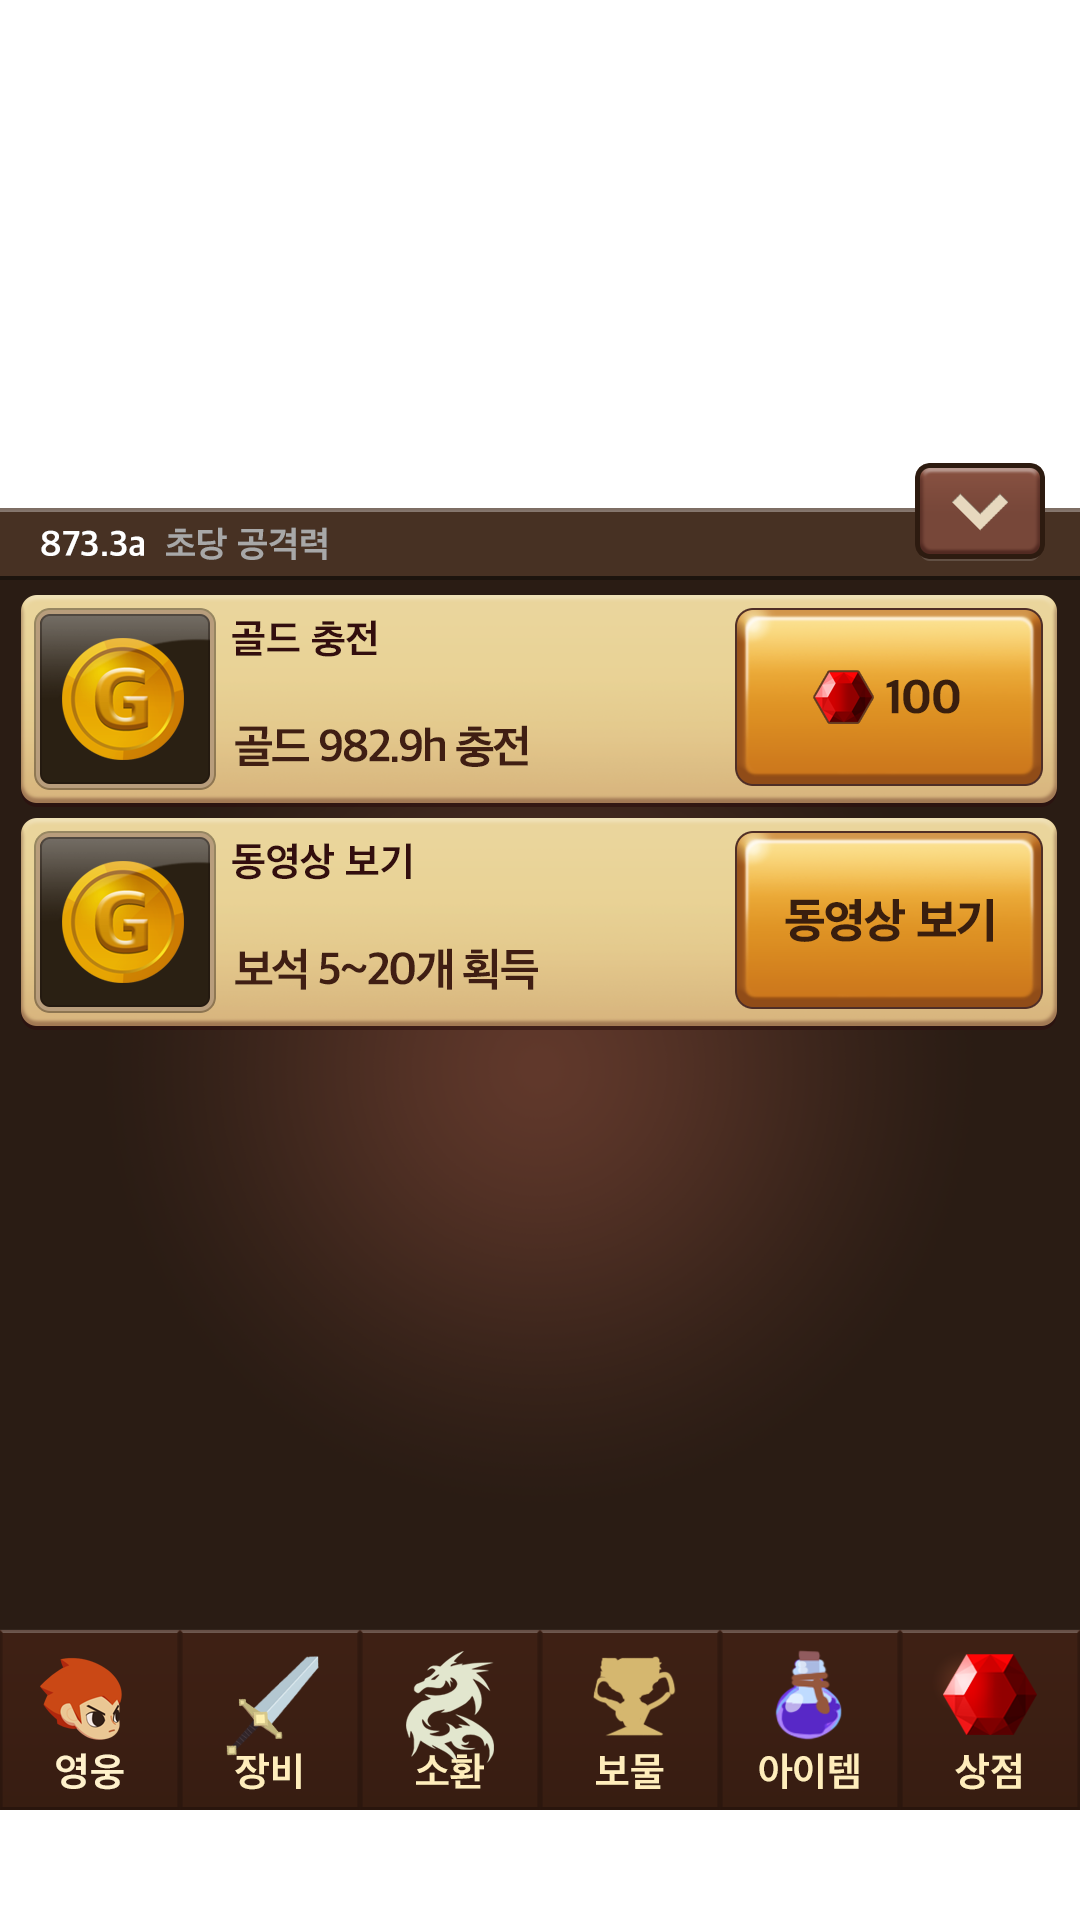 873.3a 초당 공격력
골드 충전
G
골드 982.9h 충전
100
동영상 보기
G
보석 5~20개 획득
동영상 보기
영웅 장비 소환 보물 아이템 상점